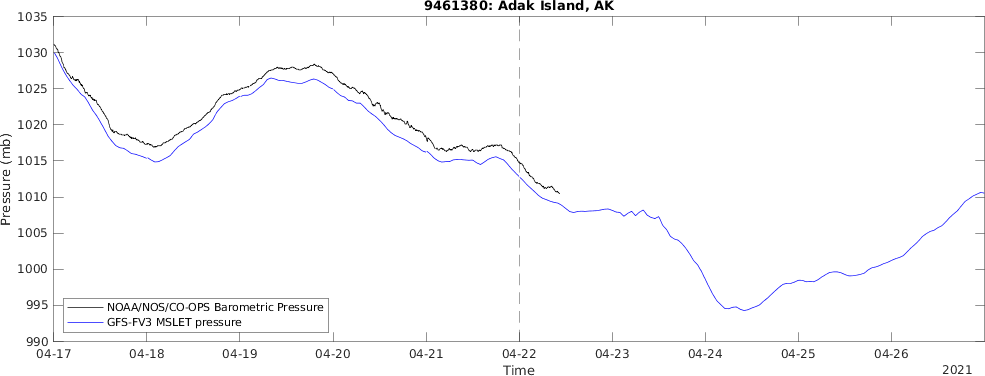 9461380: Adak Island, AK
1035
1030
1025
1020
1015
1010
1005
1000
995
990
Pressure (mb)
NOAA/NOS/CO-OPS Barometric Pressure
GFS-FV3 MSLET pressure
04-17 04-18 04-19 04-20 04-21 04-22 04-23 04-24 04-25 04-26
Time
2021